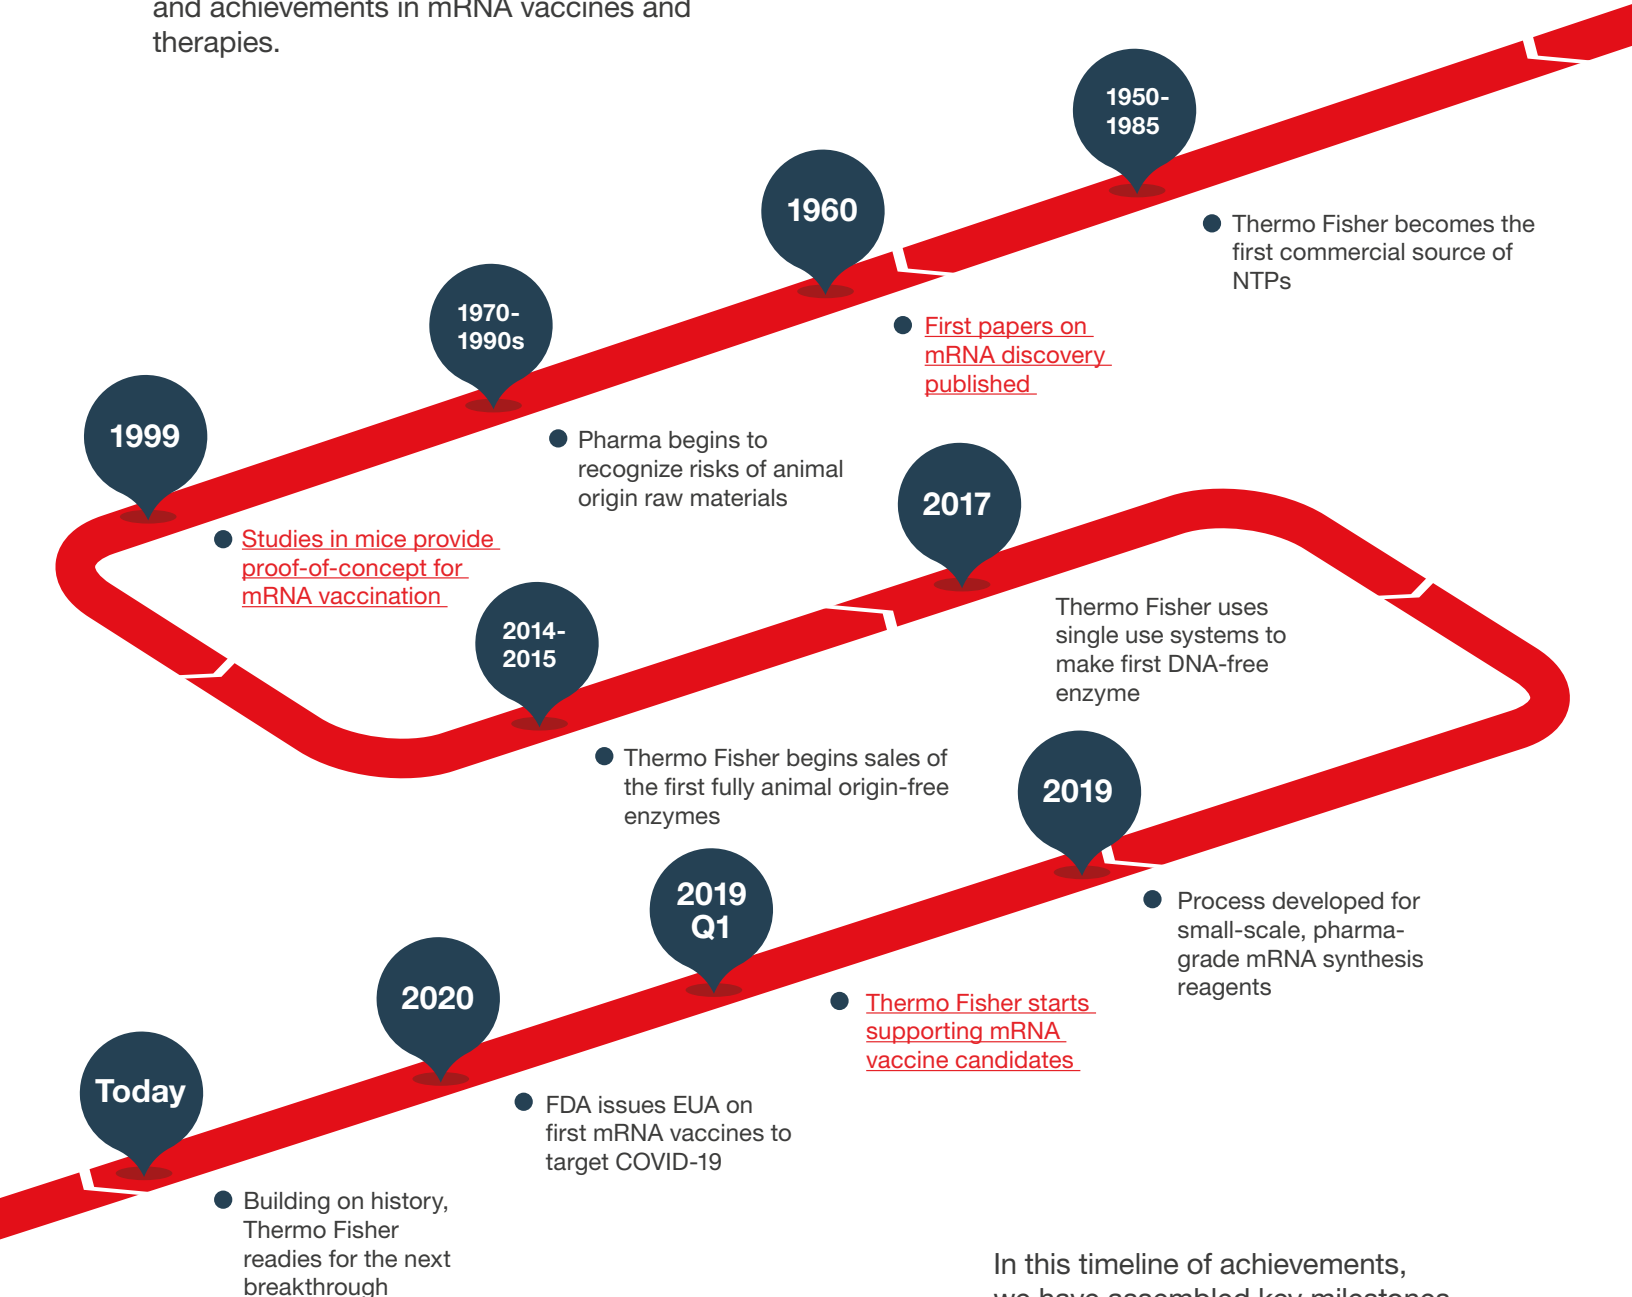 and achievements in mRNA vaccines and
therapies.
1950-
1985
Thermo Fisher becomes the
first commercial source of
NTPs
1960
First papers on
mRNA discovery
published
1970-
1990s
Pharma begins to
recognize risks of animal
origin raw materials
1999
Studies in mice provide
proof-of-concept for
mRNA vaccination
2014-
2015
Thermo Fisher begins sales of
the first fully animal origin-free
enzymes
2017
Thermo Fisher uses
single use systems to
make first DNA-free
enzyme
2019
Process developed for
small-scale, pharma-
grade mRNA synthesis
reagents
2019
Q1
Thermo Fisher starts
supporting mRNA
vaccine candidates
2020
FDA issues EUA on
first mRNA vaccines to
target COVID-19
Today
Building on history,
Thermo Fisher
readies for the next
breakthrough
In this timeline of achievements,
we have assembled key milestones